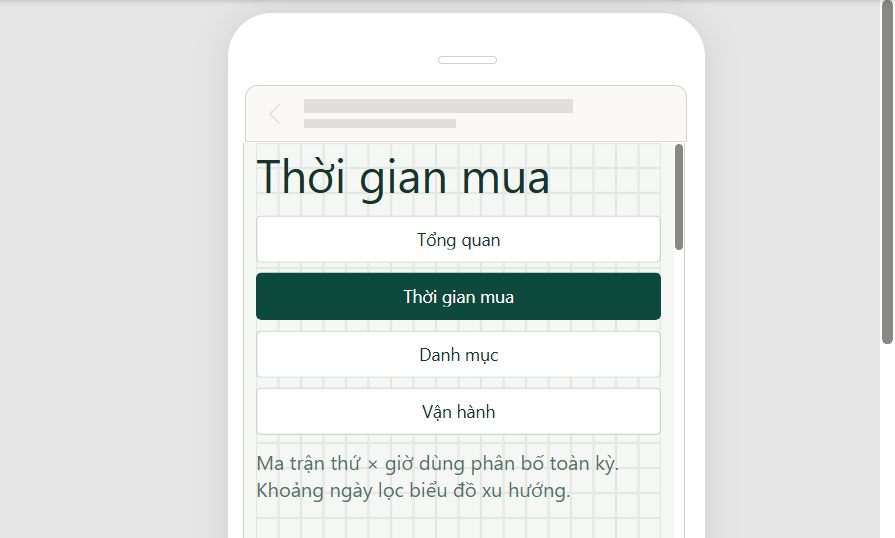 Thời gian mua
Tổng quan
Thời gian mua
Danh mục
Vận hành
Ma trận thứ × giờ dùng phân bố toàn kỳ.
Khoảng ngày lọc biểu đồ xu hướng.